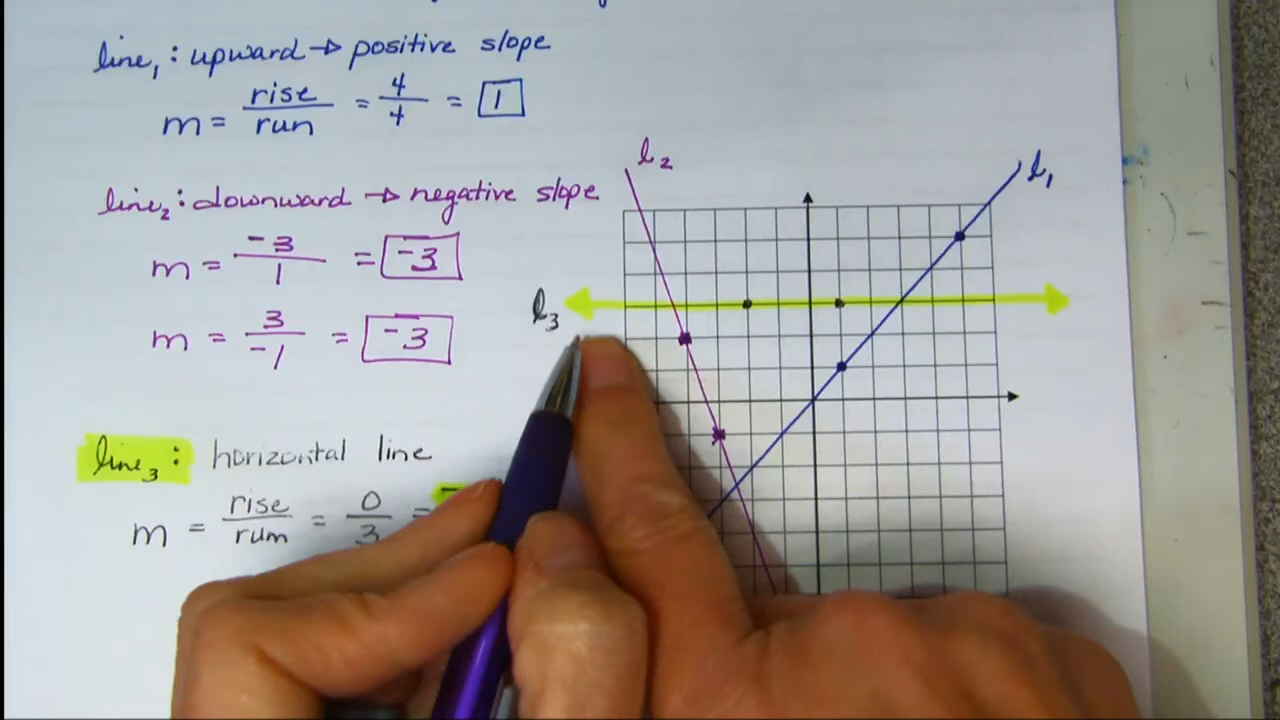 line₁ : upward → positive slope
m = rise/run = 4/4 = 1
line₂ : downward → negative slope
m = -3/1 = -3
m = 3/-1 = -3
line₃ : horizontal line
m = rise/run = 0/3 =
l₂
l₁
l₃